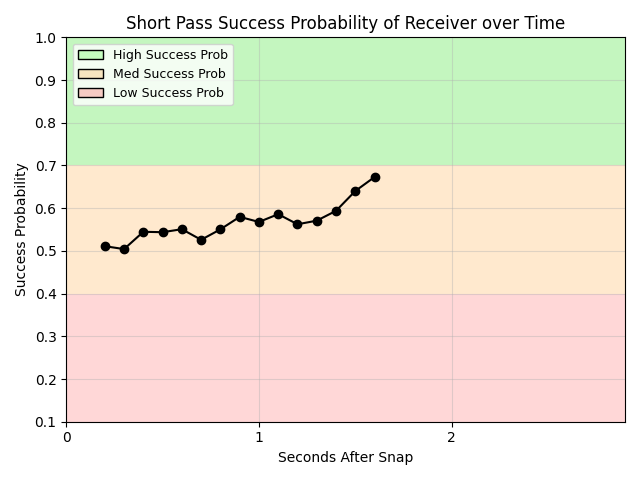 Short Pass Success Probability of Receiver over Time
1.0
High Success Prob
Med Success Prob
Low Success Prob
0.9
0.8
0.7
0.6
0.5
0.4
0.3
0.2
0.1
Success Probability
0 1 2
Seconds After Snap